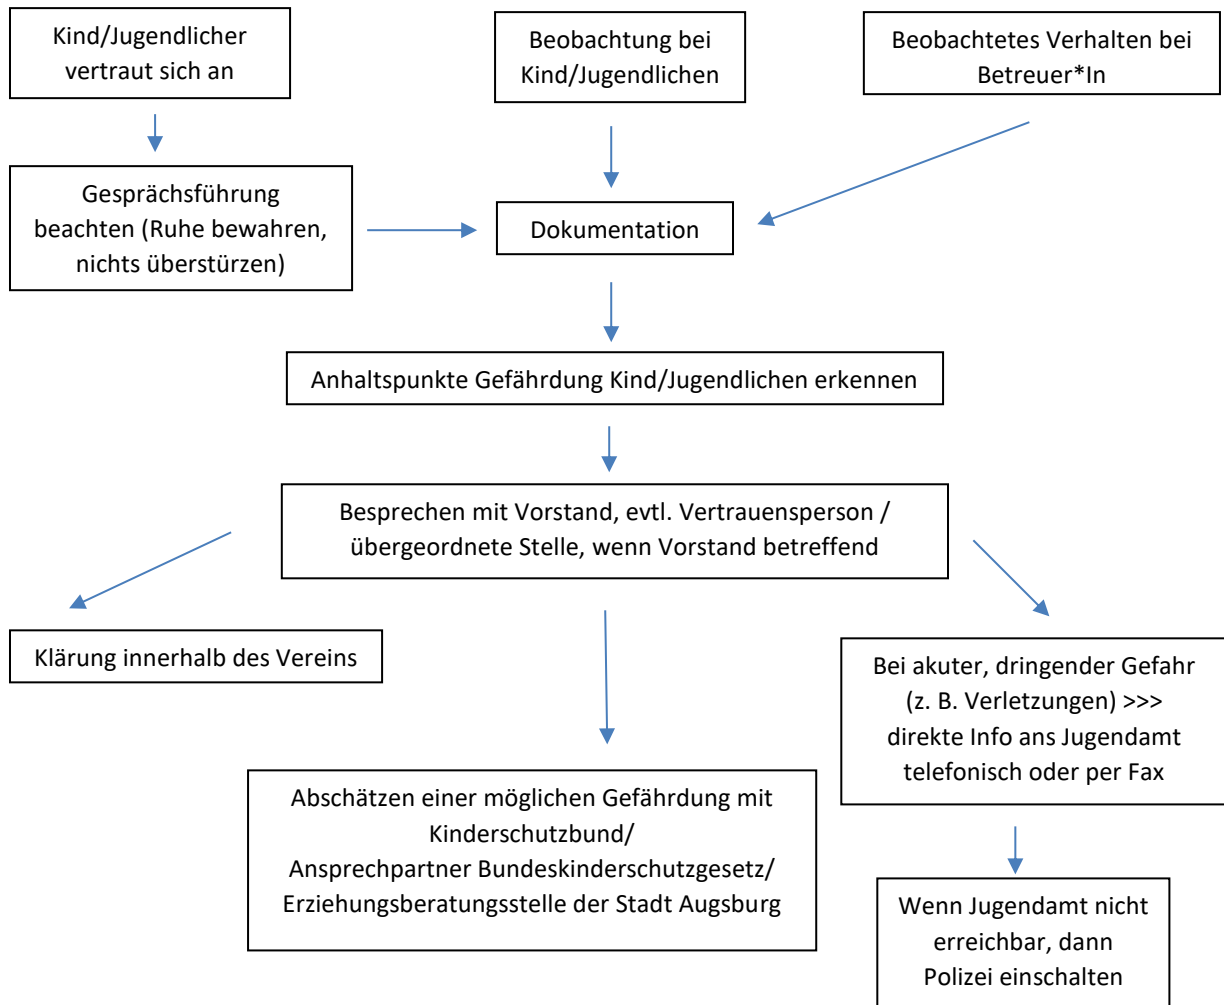 Kind/Jugendlicher
vertraut sich an
Beobachtung bei
Kind/Jugendlichen
Beobachtetes Verhalten bei
Betreuer*In
Gesprächsführung
beachten (Ruhe bewahren,
nichts überstürzen)
Dokumentation
Anhaltspunkte Gefährdung Kind/Jugendlichen erkennen
Besprechen mit Vorstand, evtl. Vertrauensperson /
übergeordnete Stelle, wenn Vorstand betreffend
Klärung innerhalb des Vereins
Abschätzen einer möglichen Gefährdung mit
Kinderschutzbund/
Ansprechpartner Bundeskinderschutzgesetz/
Erziehungsberatungsstelle der Stadt Augsburg
Bei akuter, dringender Gefahr
(z. B. Verletzungen) >>>
direkte Info ans Jugendamt
telefonisch oder per Fax
Wenn Jugendamt nicht
erreichbar, dann
Polizei einschalten